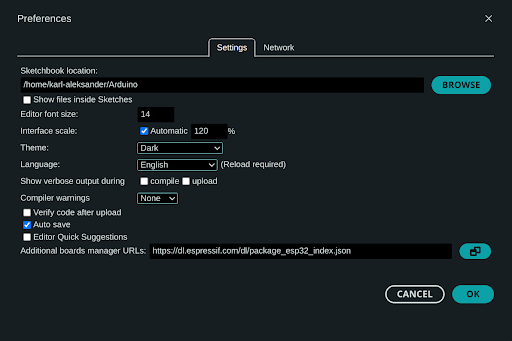 Preferences
Settings Network
Sketchbook location:
/home/karl-aleksander/Arduino BROWSE
Show files inside Sketches
Editor font size: 14
Interface scale: Automatic 120 %
Theme: Dark
Language: English (Reload required)
Show verbose output during compile upload
Compiler warnings None
Verify code after upload
Auto save
Editor Quick Suggestions
Additional boards manager URLs: https://dl.espressif.com/dl/package_esp32_index.json
CANCEL OK